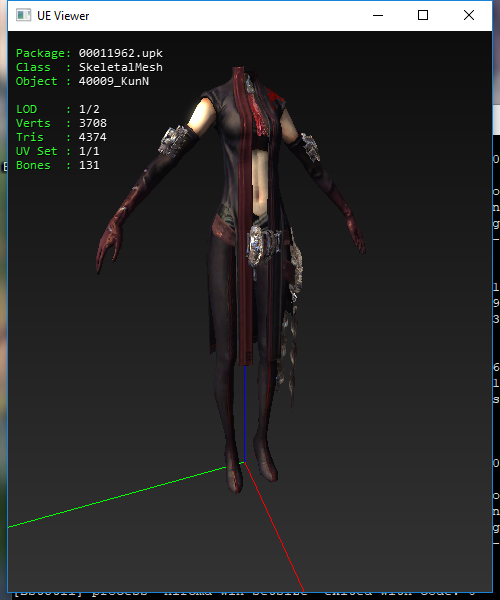 UE Viewer
Package: 00011962.upk
Class : SkeletalMesh
Object : 40009_KunN
LOD : 1/2
Verts : 3708
Tris : 4374
UV Set : 1/1
Bones : 131